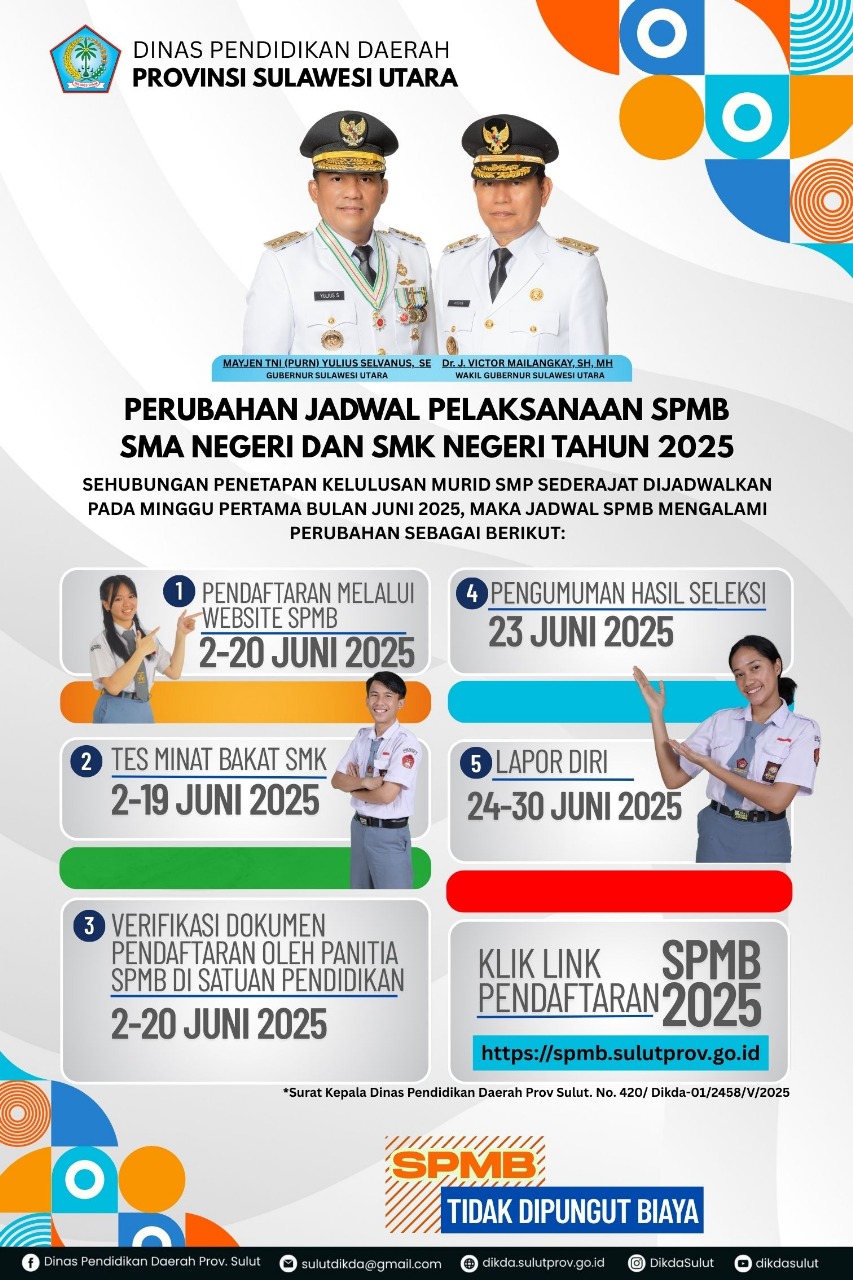 DINAS PENDIDIKAN DAERAH
PROVINSI SULAWESI UTARA
YULIUS S
MAYJEN TNI (PURN) YULIUS SELVANUS, SE
GUBERNUR SULAWESI UTARA
Dr. J. VICTOR MAILANGKAY, SH, MH
WAKIL GUBERNUR SULAWESI UTARA
PERUBAHAN JADWAL PELAKSANAAN SPMB
SMA NEGERI DAN SMK NEGERI TAHUN 2025
SEHUBUNGAN PENETAPAN KELULUSAN MURID SMP SEDERAJAT DIJADWALKAN
PADA MINGGU PERTAMA BULAN JUNI 2025, MAKA JADWAL SPMB MENGALAMI
PERUBAHAN SEBAGAI BERIKUT:
1 PENDAFTARAN MELALUI
WEBSITE SPMB
2-20 JUNI 2025
2 TES MINAT BAKAT SMK
2-19 JUNI 2025
3 VERIFIKASI DOKUMEN
PENDAFTARAN OLEH PANITIA
SPMB DI SATUAN PENDIDIKAN
2-20 JUNI 2025
4 PENGUMUMAN HASIL SELEKSI
23 JUNI 2025
5 LAPOR DIRI
24-30 JUNI 2025
KLIK LINK
PENDAFTARAN
SPMB
2025
https://spmb.sulutprov.go.id
*Surat Kepala Dinas Pendidikan Daerah Prov Sulut. No. 420/ Dikda-01/2458/V/2025
SPMB
TIDAK DIPUNGUT BIAYA
Dinas Pendidikan Daerah Prov. Sulut
sulutdikda@gmail.com
dikda.sulutprov.go.id
DikdaSulut
dikdasulut